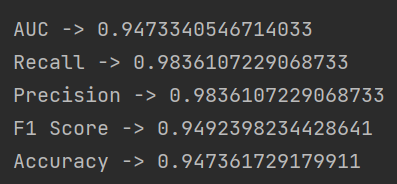 AUC -> 0.9473340546714033
Recall -> 0.9836107229068733
Precision -> 0.9836107229068733
F1 Score -> 0.9492398234428641
Accuracy -> 0.947361729179911